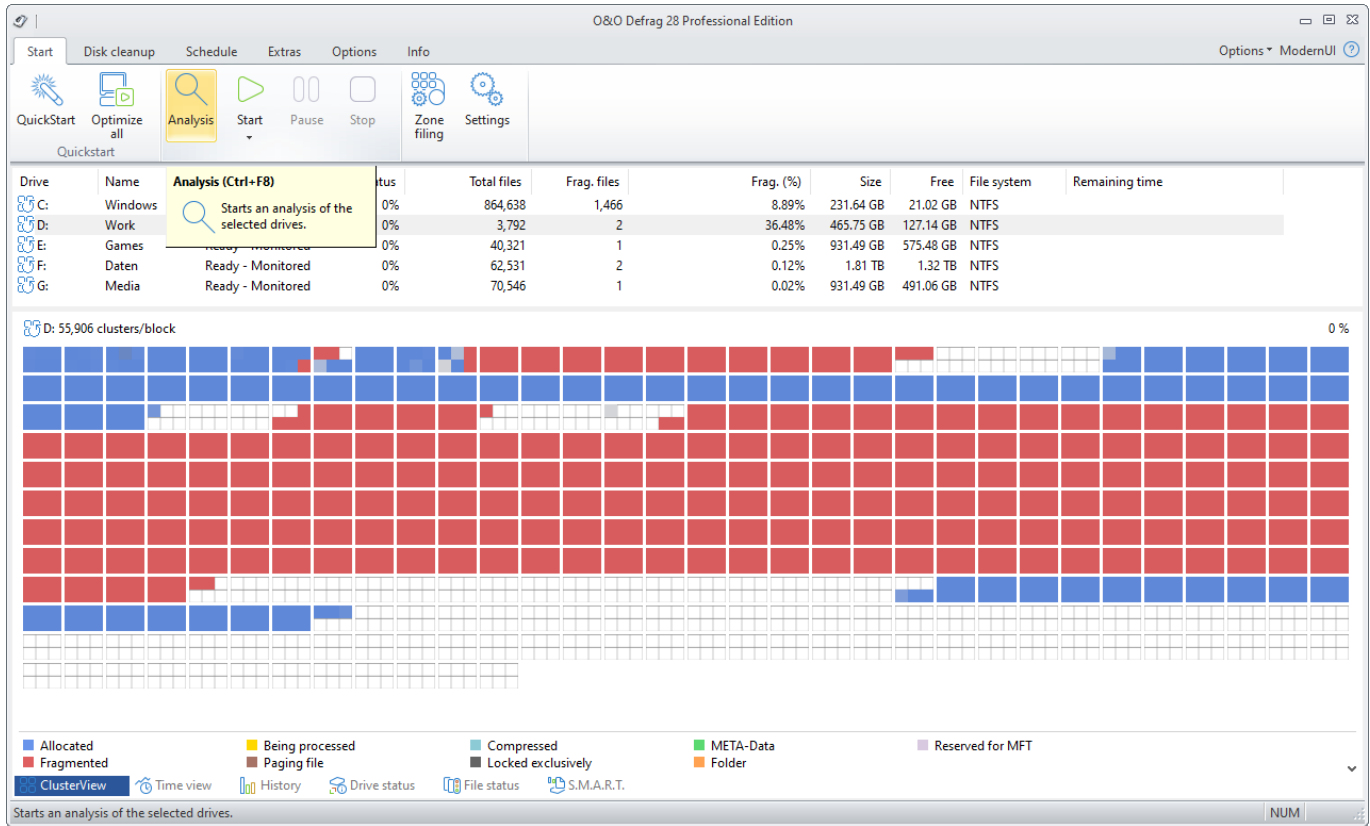 O&O Defrag 28 Professional Edition
Start Disk cleanup Schedule Extras Options Info Options ModernUI ?
QuickStart Optimize all Analysis Start Pause Stop Zone filing Settings
Quickstart
Drive Name tus Total files Frag. files Frag. (%) Size Free File system Remaining time
Analysis (Ctrl+F8)
Starts an analysis of the
selected drives.
C: Windows 0% 864,638 1,466 8.89% 231.64 GB 21.02 GB NTFS
D: Work 0% 3,792 2 36.48% 465.75 GB 127.14 GB NTFS
E: Games Ready - Monitored 0% 40,321 1 0.25% 931.49 GB 575.48 GB NTFS
F: Daten Ready - Monitored 0% 62,531 2 0.12% 1.81 TB 1.32 TB NTFS
G: Media Ready - Monitored 0% 70,546 1 0.02% 931.49 GB 491.06 GB NTFS
D: 55,906 clusters/block 0 %
Allocated Being processed Compressed META-Data Reserved for MFT
Fragmented Paging file Locked exclusively Folder
ClusterView Time view History Drive status File status S.M.A.R.T.
Starts an analysis of the selected drives. NUM